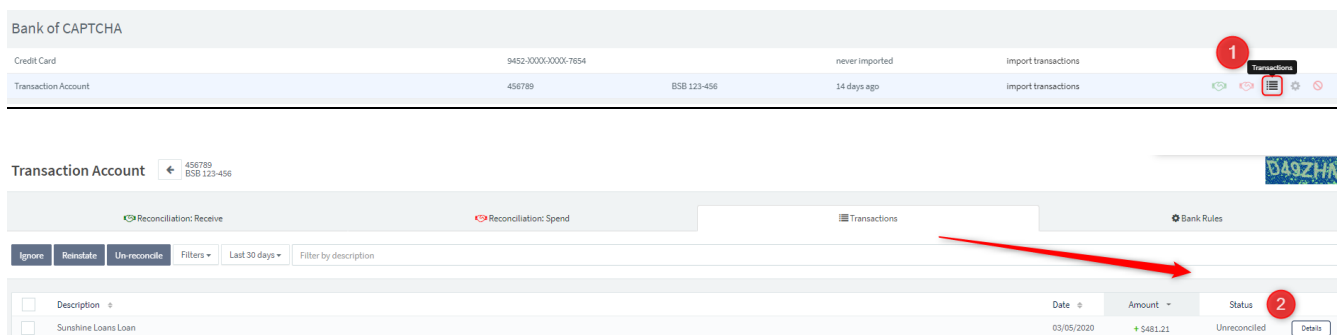 Bank of CAPTCHA
Credit Card 9452-XXXX-XXXX-7654 never imported import transactions
1
Transactions
Transaction Account 456789 BSB 123-456 14 days ago import transactions
Transaction Account 456789
BSB 123-456
D49ZHN
Reconciliation: Receive Reconciliation: Spend Transactions Bank Rules
Ignore Reinstate Un-reconcile Filters Last 30 days Filter by description
Description Date Amount Status 2
Sunshine Loans Loan 03/05/2020 + $481.21 Unreconciled Details